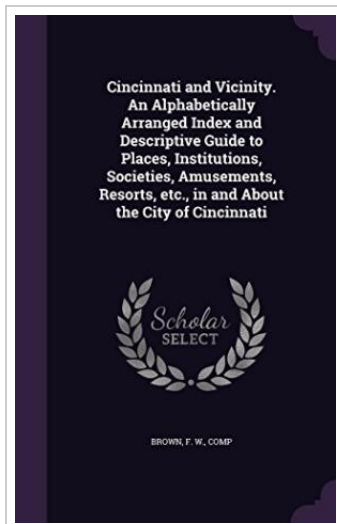 Cincinnati and Vicinity.
An Alphabetically
Arranged Index and
Descriptive Guide to
Places, Institutions,
Societies, Amusements,
Resorts, etc., in and About
the City of Cincinnati
Scholar
SELECT
BROWN, F. W., COMP